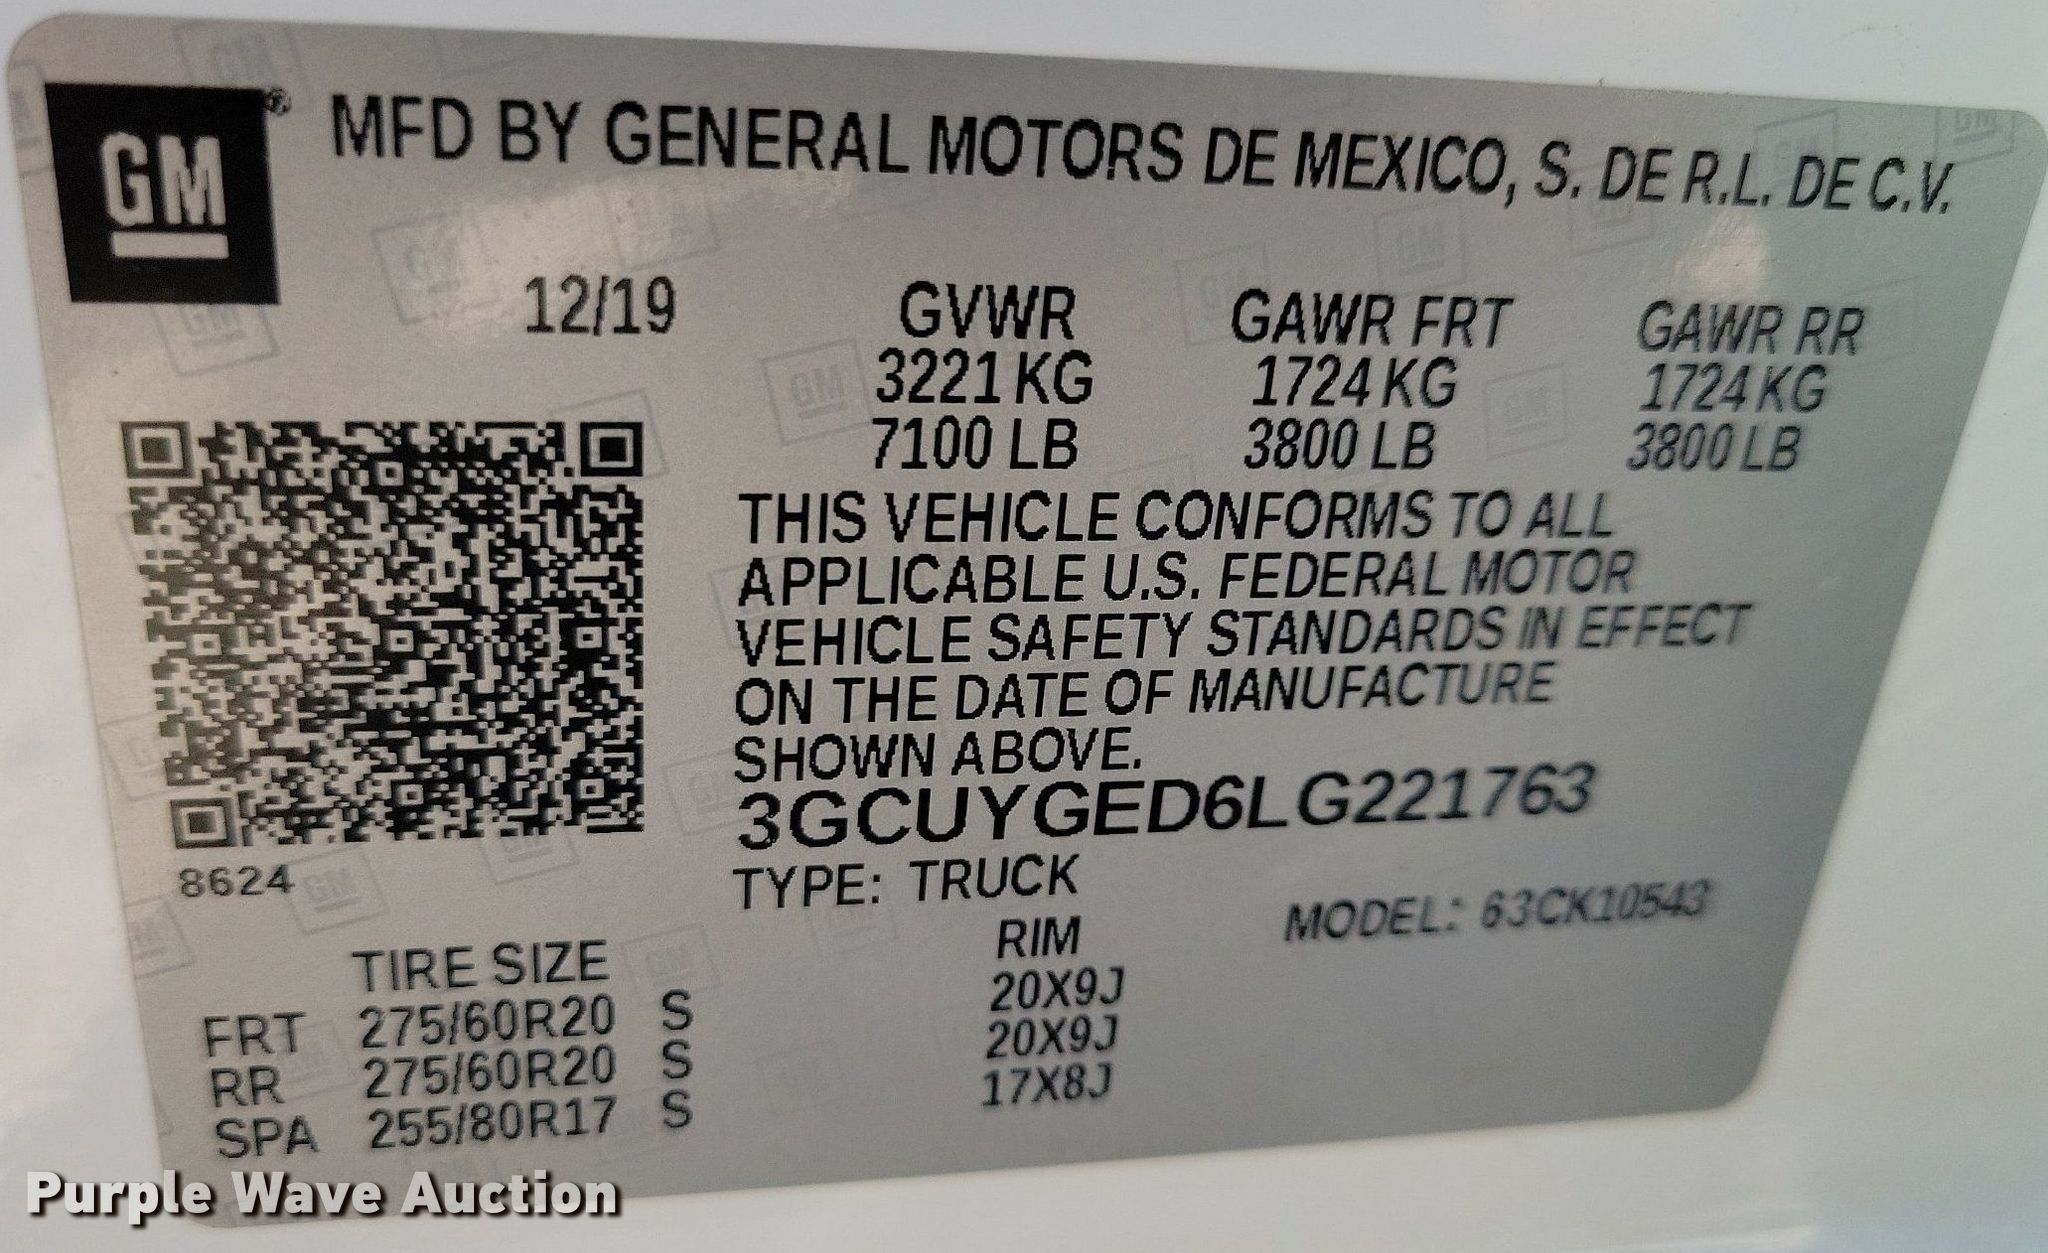 GM ® MFD BY GENERAL MOTORS DE MEXICO, S. DE R.L. DE C.V.
12/19 GVWR GAWR FRT GAWR RR
3221 KG 1724 KG 1724 KG
7100 LB 3800 LB 3800 LB
THIS VEHICLE CONFORMS TO ALL
APPLICABLE U.S. FEDERAL MOTOR
VEHICLE SAFETY STANDARDS IN EFFECT
ON THE DATE OF MANUFACTURE
SHOWN ABOVE.
3GCUYGED6LG221763
8624
TYPE: TRUCK MODEL: 63CK10543
TIRE SIZE RIM
FRT 275/60R20 S 20X9J
RR 275/60R20 S 20X9J
SPA 255/80R17 S 17X8J
Purple Wave Auction